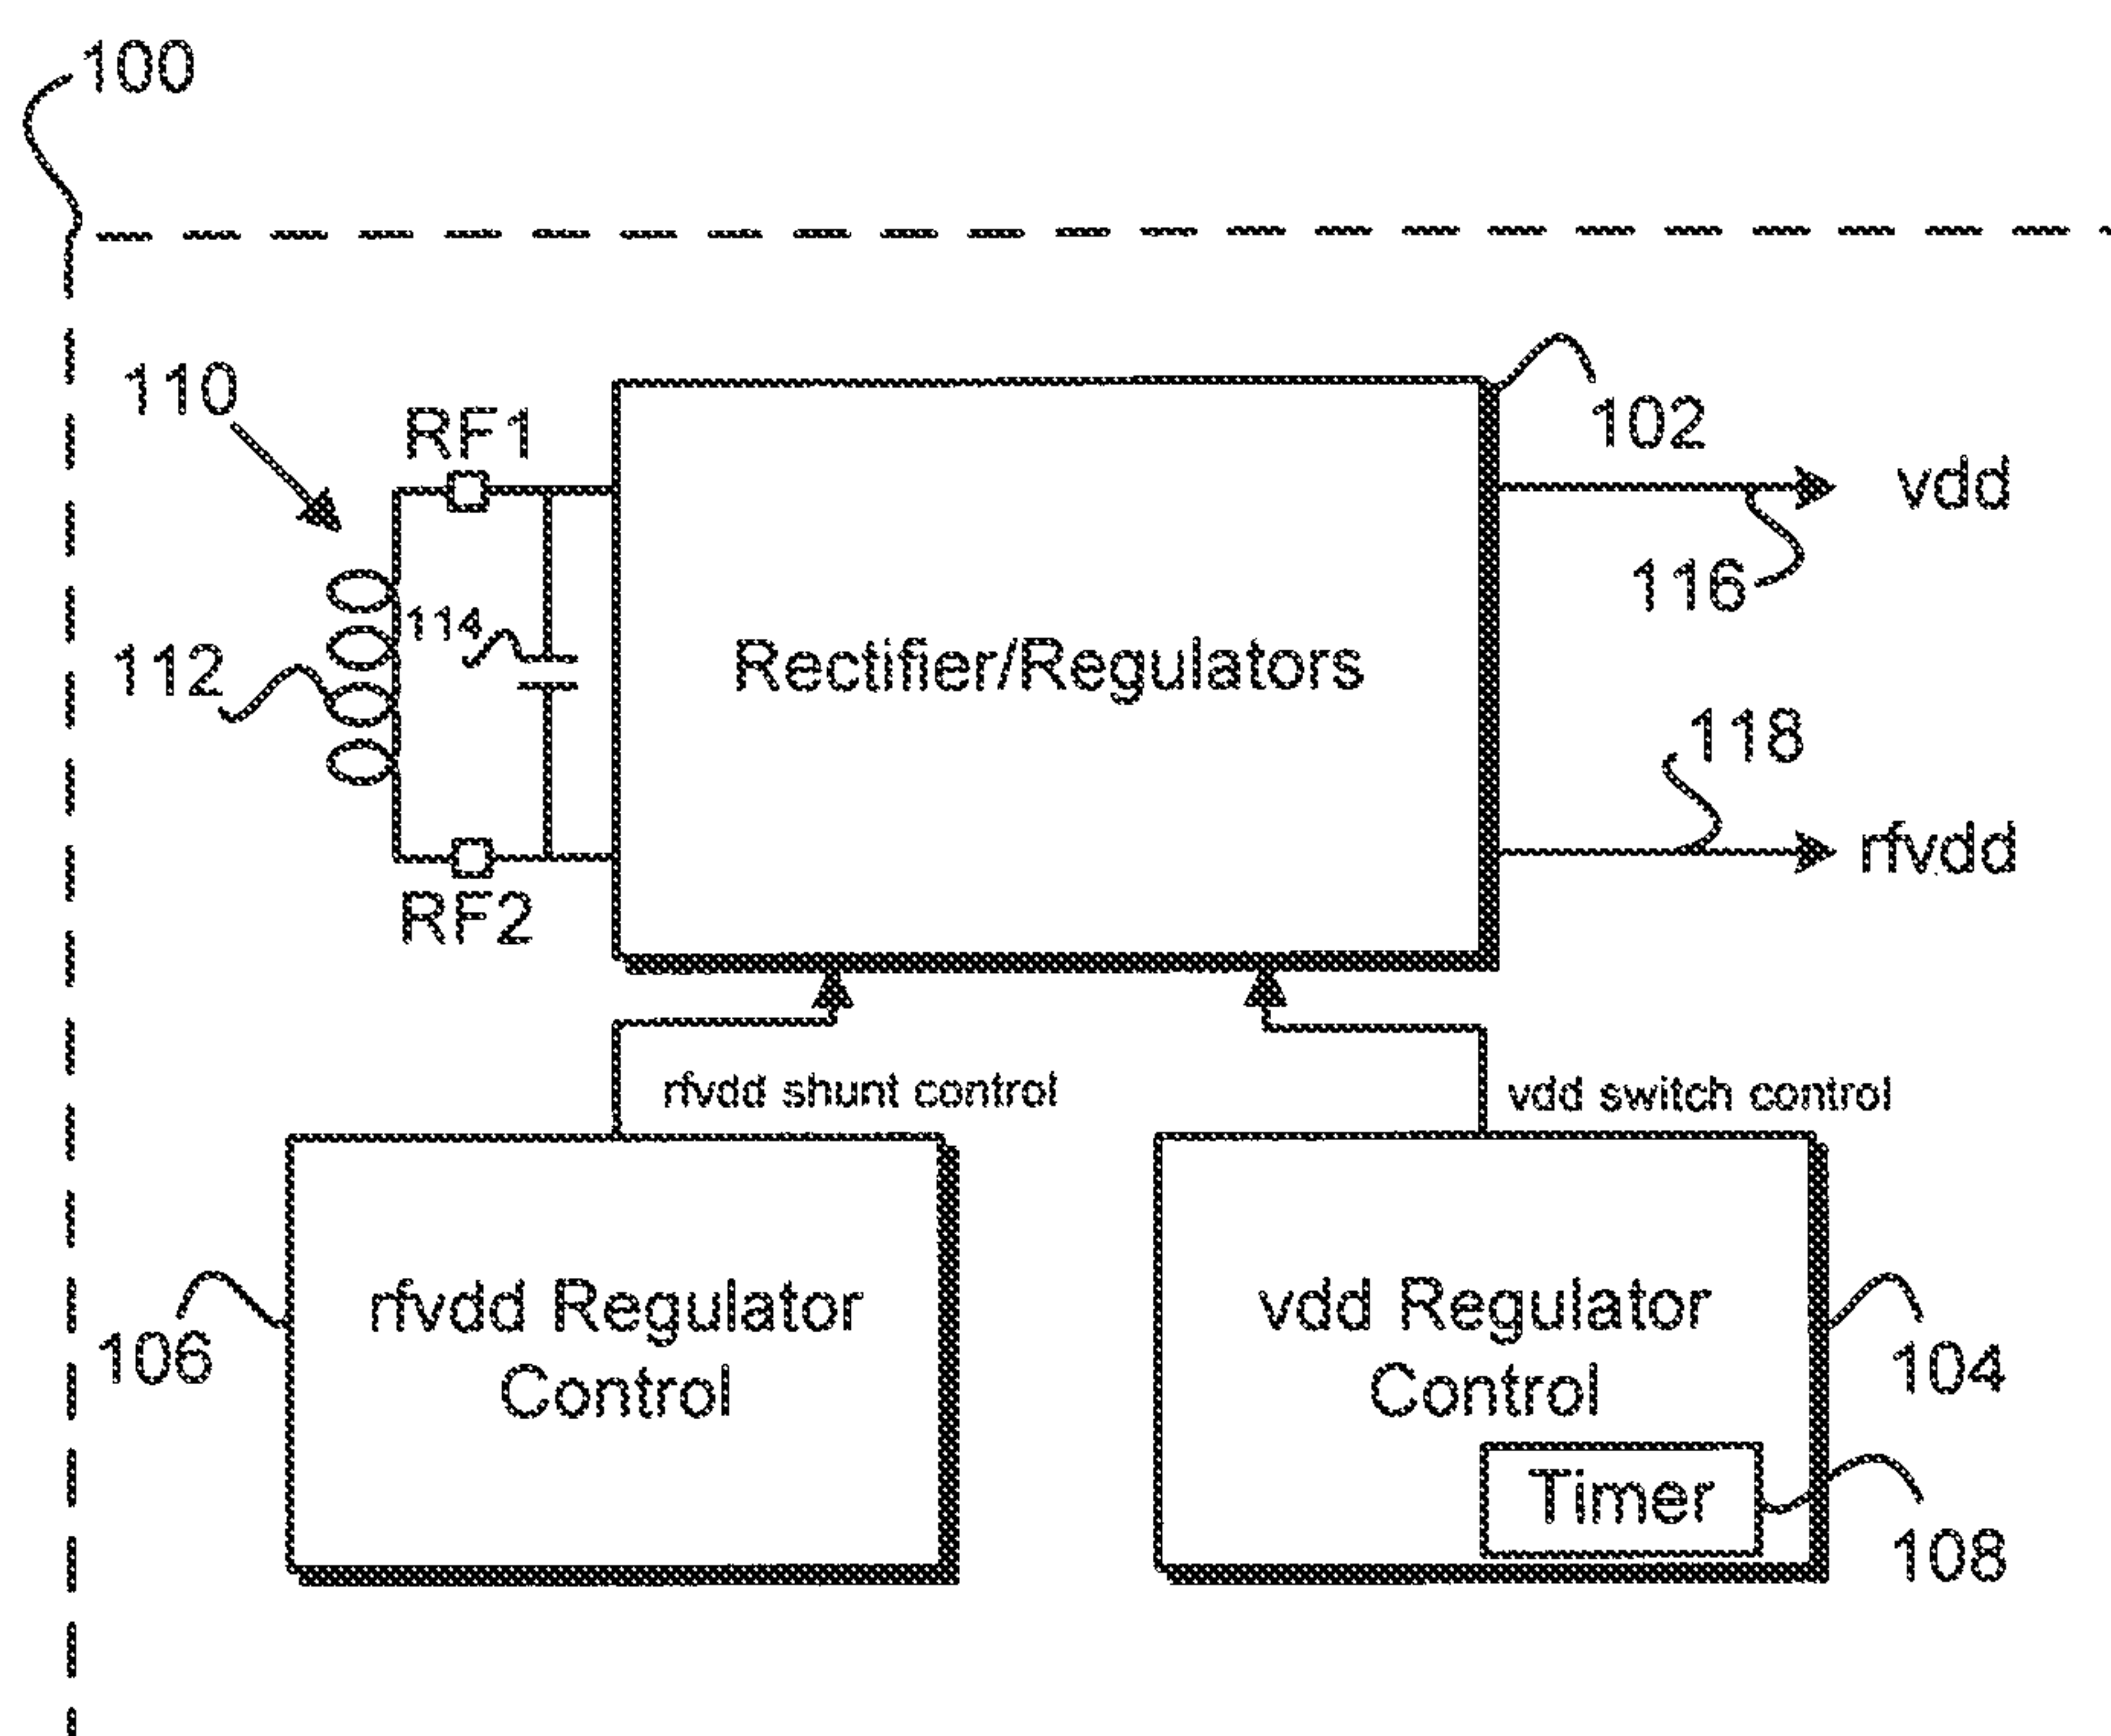 100
110
RF1
102
vdd
116
114
112
Rectifier/Regulators
118
rfvdd
RF2
rfvdd shunt control
vdd switch control
rfvdd Regulator
Control
106
vdd Regulator
Control
104
Timer
108